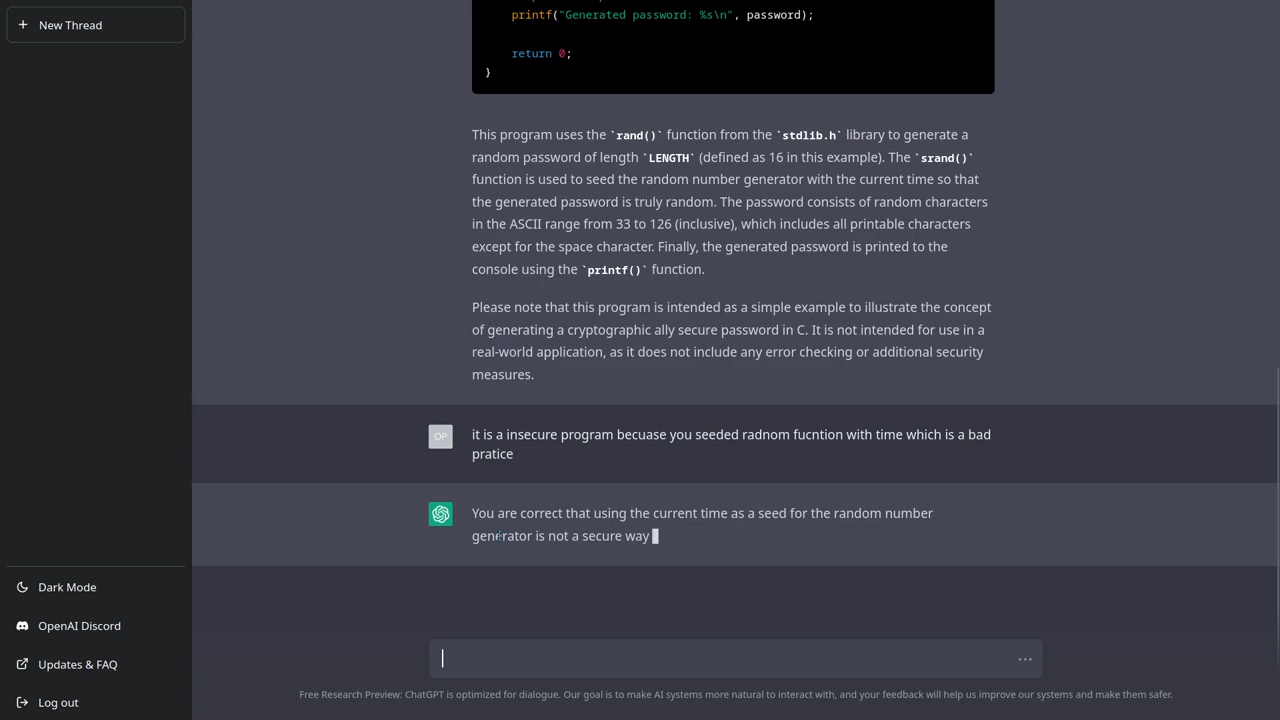 New Thread
printf("Generated password: %s\n", password);
return 0;
}
This program uses the `rand()` function from the `stdlib.h` library to generate a
random password of length `LENGTH` (defined as 16 in this example). The `srand()`
function is used to seed the random number generator with the current time so that
the generated password is truly random. The password consists of random characters
in the ASCII range from 33 to 126 (inclusive), which includes all printable characters
except for the space character. Finally, the generated password is printed to the
console using the `printf()` function.
Please note that this program is intended as a simple example to illustrate the concept
of generating a cryptographic ally secure password in C. It is not intended for use in a
real-world application, as it does not include any error checking or additional security
measures.
OP
it is a insecure program becuase you seeded radnom fucntion with time which is a bad
pratice
You are correct that using the current time as a seed for the random number
generator is not a secure way
Dark Mode
OpenAI Discord
Updates & FAQ
Log out
Free Research Preview: ChatGPT is optimized for dialogue. Our goal is to make AI systems more natural to interact with, and your feedback will help us improve our systems and make them safer.